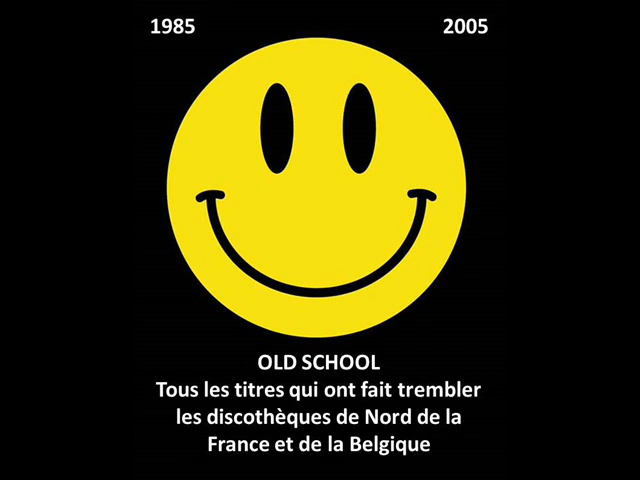 1985 2005
OLD SCHOOL
Tous les titres qui ont fait trembler
les discothèques de Nord de la
France et de la Belgique